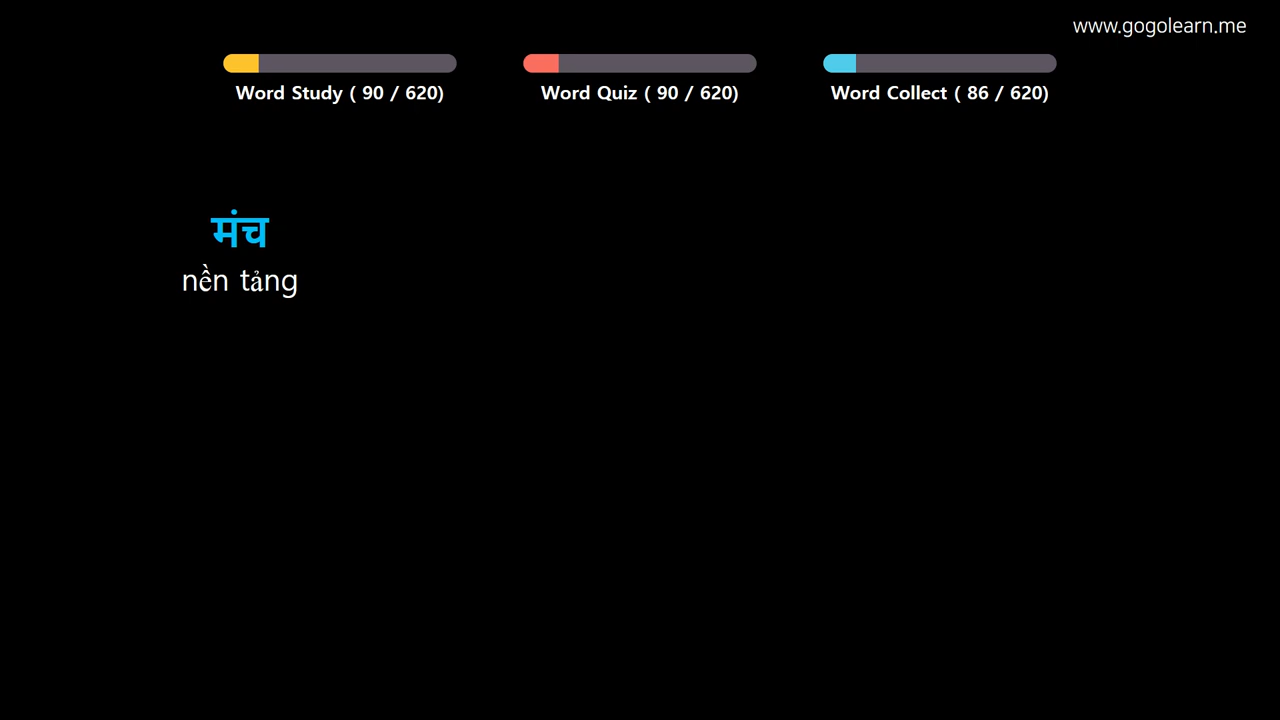 www.gogolearn.me
Word Study ( 90 / 620)
Word Quiz ( 90 / 620)
Word Collect ( 86 / 620)
मंच
nền tảng